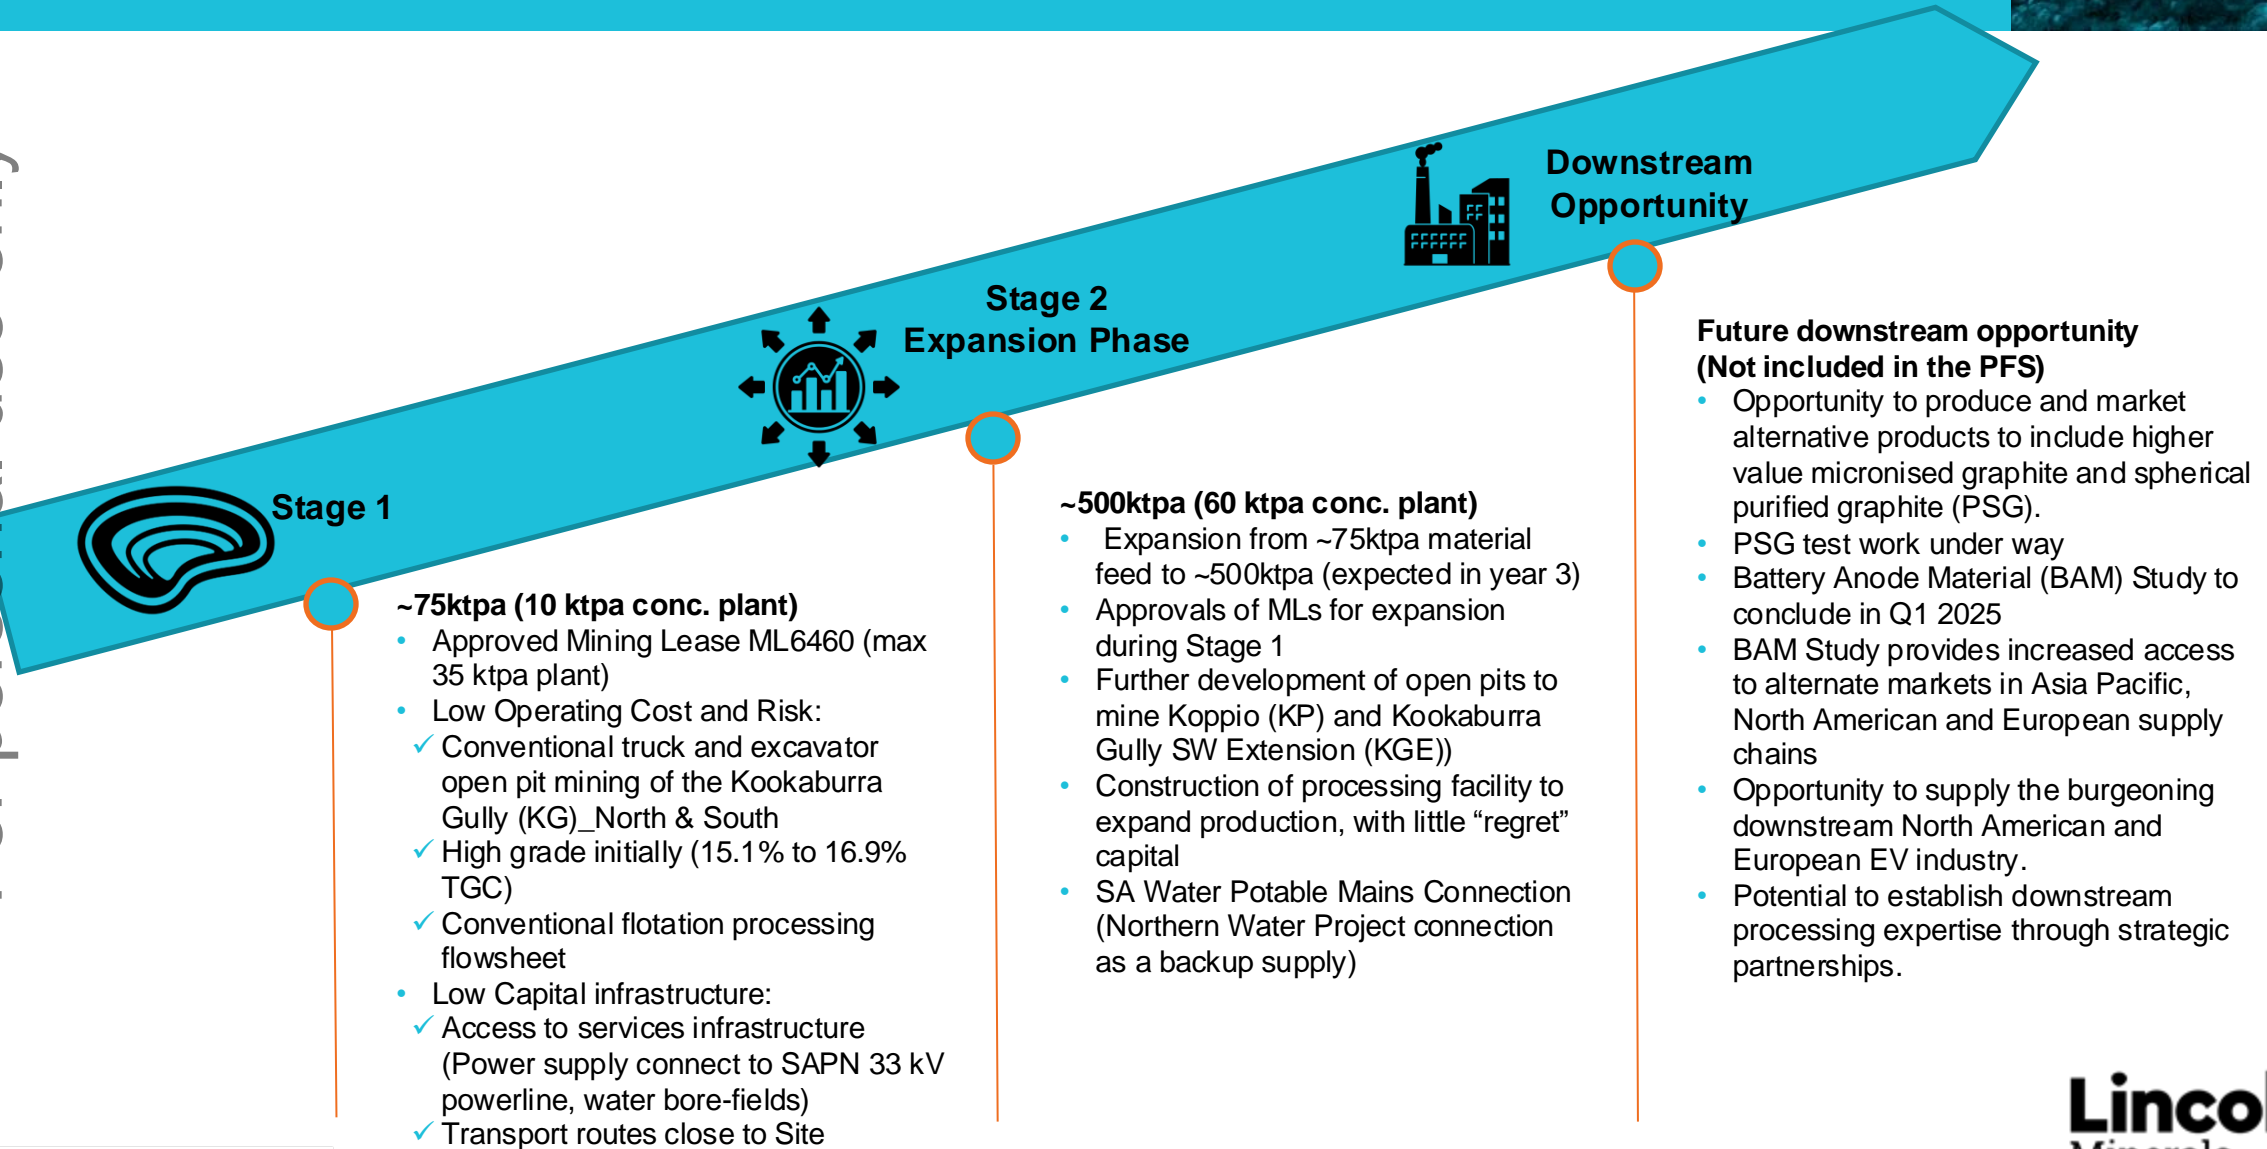 Downstream
Opportunity
Stage 2
Expansion Phase
Stage 1
~75ktpa (10 ktpa conc. plant)
• Approved Mining Lease ML6460 (max
35 ktpa plant)
• Low Operating Cost and Risk:
✓ Conventional truck and excavator
open pit mining of the Kookaburra
Gully (KG)_North & South
✓ High grade initially (15.1% to 16.9%
TGC)
✓ Conventional flotation processing
flowsheet
• Low Capital infrastructure:
✓ Access to services infrastructure
(Power supply connect to SAPN 33 kV
powerline, water bore-fields)
✓ Transport routes close to Site
~500ktpa (60 ktpa conc. plant)
• Expansion from ~75ktpa material
feed to ~500ktpa (expected in year 3)
• Approvals of MLs for expansion
during Stage 1
• Further development of open pits to
mine Koppio (KP) and Kookaburra
Gully SW Extension (KGE))
• Construction of processing facility to
expand production, with little “regret”
capital
• SA Water Potable Mains Connection
(Northern Water Project connection
as a backup supply)
Future downstream opportunity
(Not included in the PFS)
• Opportunity to produce and market
alternative products to include higher
value micronised graphite and spherical
purified graphite (PSG).
• PSG test work under way
• Battery Anode Material (BAM) Study to
conclude in Q1 2025
• BAM Study provides increased access
to alternate markets in Asia Pacific,
North American and European supply
chains
• Opportunity to supply the burgeoning
downstream North American and
European EV industry.
• Potential to establish downstream
processing expertise through strategic
partnerships.
Lincol